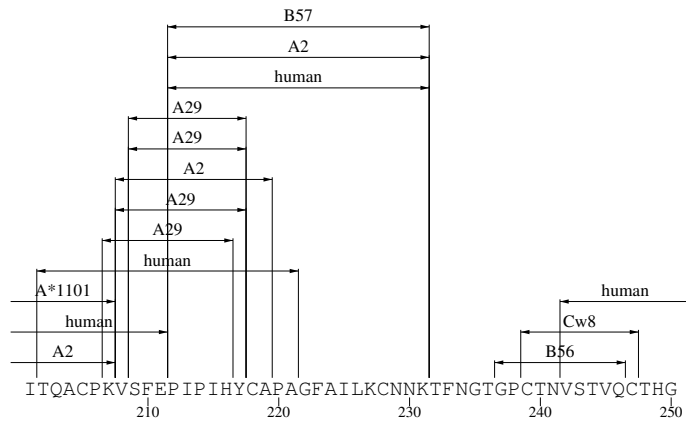 B57
A2
human
A29
A29
A2
A29
A29
human
A*1101
human
human
Cw8
A2
B56
ITQACPKVSFEPIPIHYCAPAGFAILKCNNKTFNGTGPCTNVSTVQCTHG
210 220 230 240 250